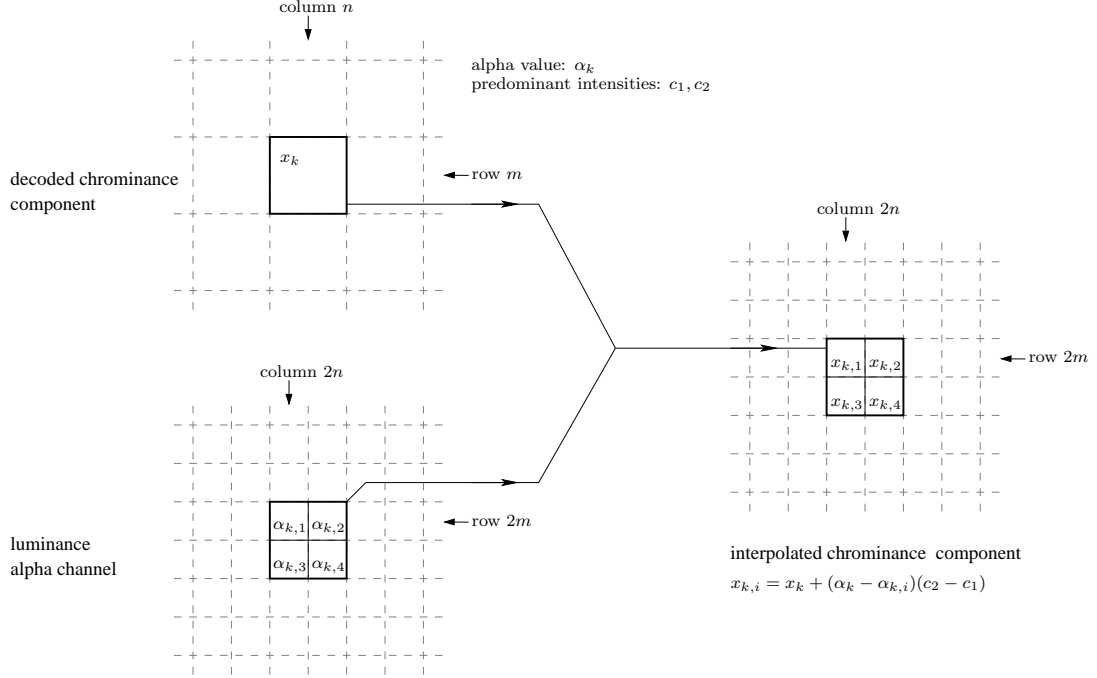 column n
alpha value: α_k
predominant intensities: c_1, c_2
x_k
row m
decoded chrominance
component
column 2n
x_{k,1} x_{k,2}
row 2m
x_{k,3} x_{k,4}
column 2n
α_{k,1} α_{k,2}
row 2m
α_{k,3} α_{k,4}
luminance
alpha channel
interpolated chrominance component
x_{k,i} = x_k + (α_k − α_{k,i})(c_2 − c_1)